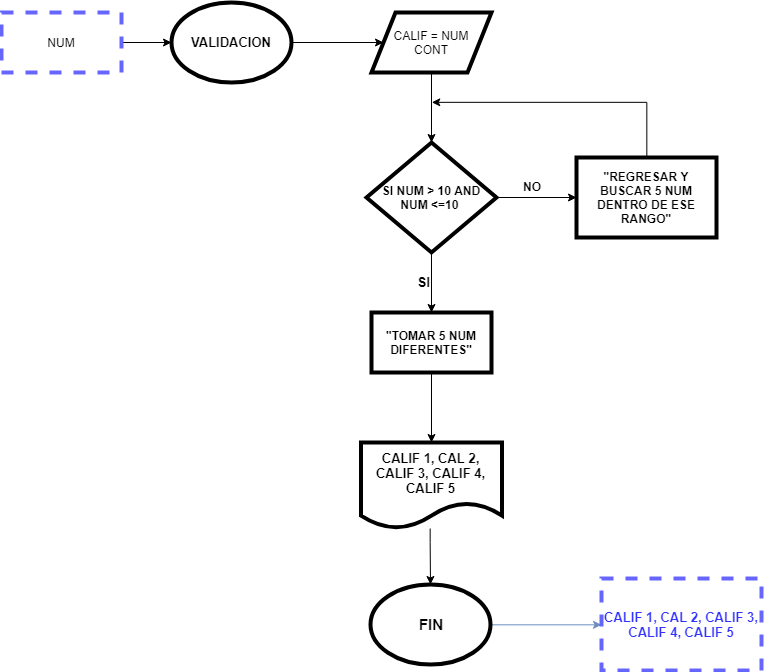 NUM
VALIDACION
CALIF = NUM
CONT
SI NUM > 10 AND
NUM <=10
NO
"REGRESAR Y
BUSCAR 5 NUM
DENTRO DE ESE
RANGO"
SI
"TOMAR 5 NUM
DIFERENTES"
CALIF 1, CAL 2,
CALIF 3, CALIF 4,
CALIF 5
FIN
CALIF 1, CAL 2, CALIF 3,
CALIF 4, CALIF 5